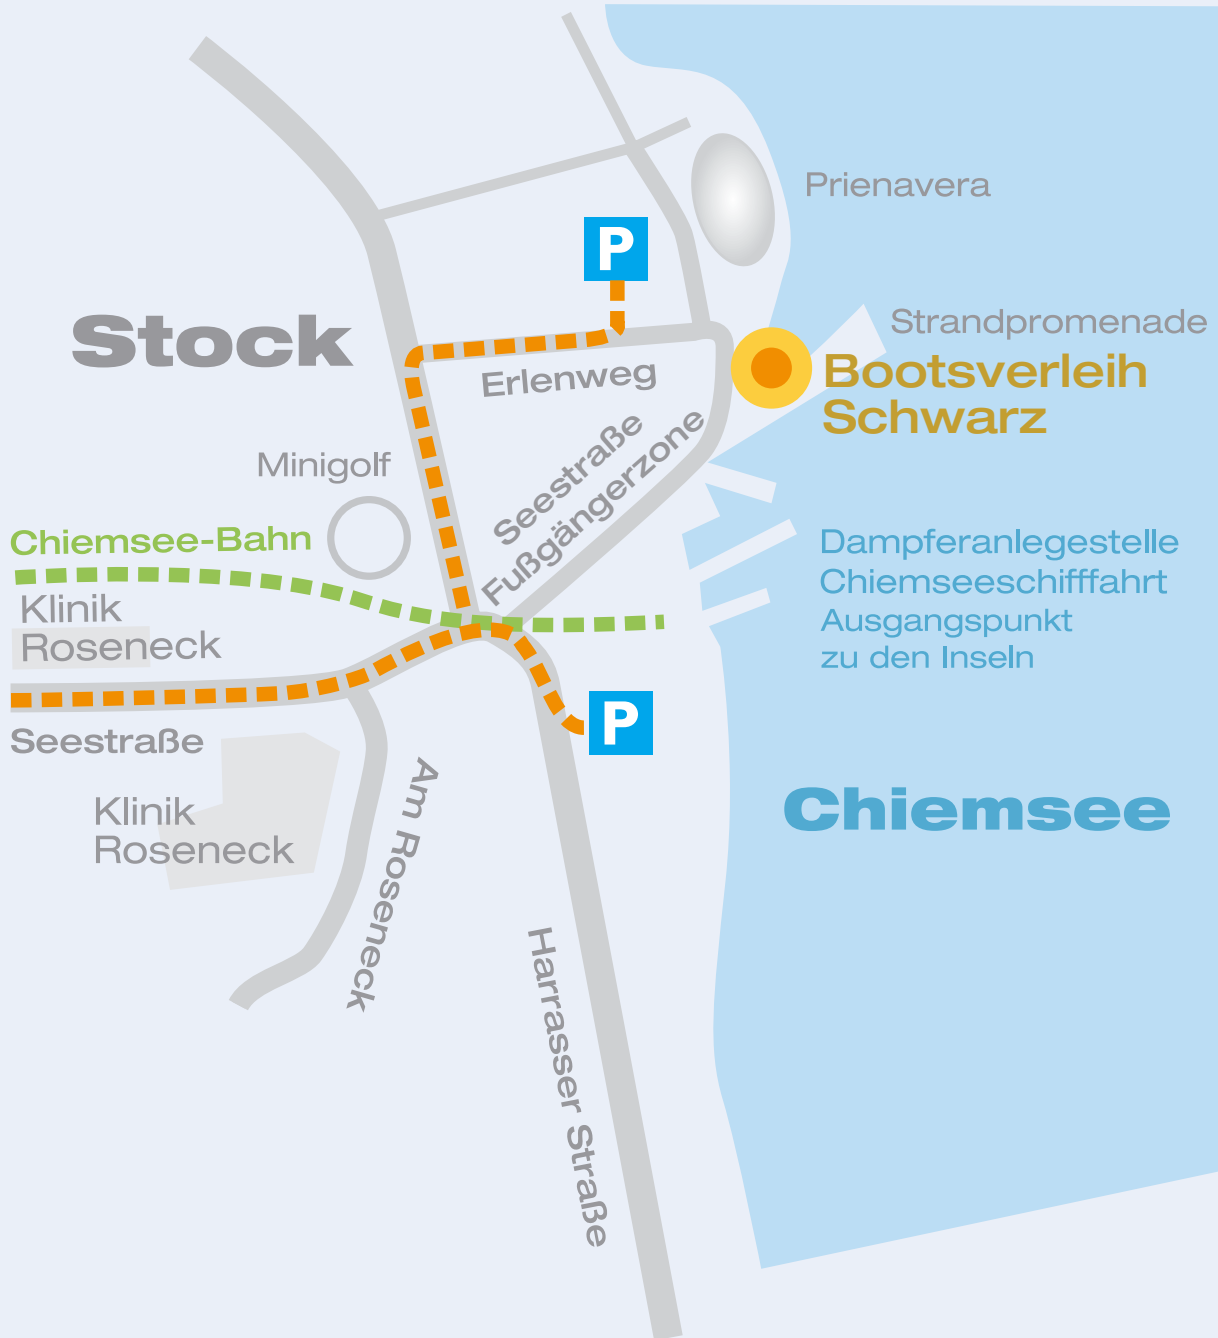 Prienavera
P
Strandpromenade
Stock
Bootsverleih
Schwarz
Erlenweg
Seestraße
Fußgängerzone
Minigolf
Chiemsee-Bahn
Klinik
Roseneck
Dampferanlegestelle
Chiemseeschifffahrt
Ausgangspunkt
zu den Inseln
P
Seestraße
Klinik
Roseneck
Am Roseneck
Chiemsee
Harrasser Straße